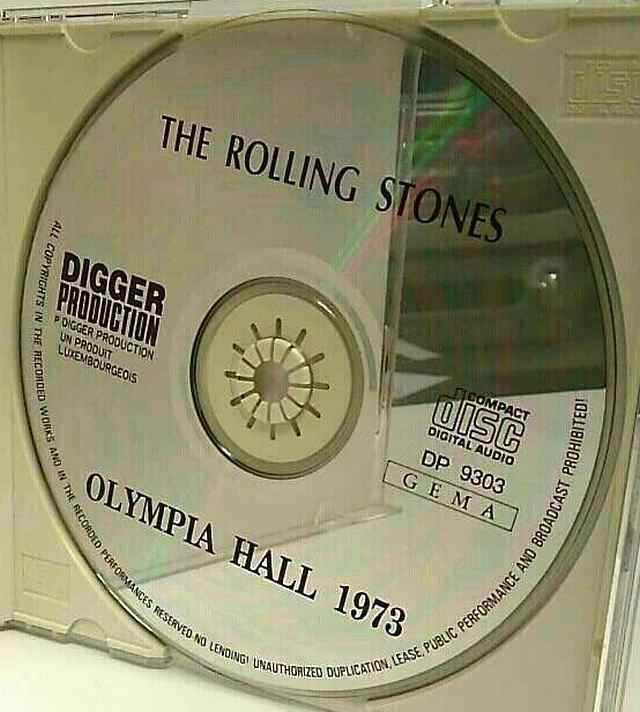 THE ROLLING STONES
DIGGER
PRODUCTION
℗ DIGGER PRODUCTION
UN PRODUIT
LUXEMBOURGEOIS
COMPACT
disc
DIGITAL AUDIO
DP 9303
GEMA
OLYMPIA HALL 1973
ALL COPYRIGHTS IN THE RECORDED WORKS AND IN THE RECORDED PERFORMANCES RESERVED.NO LENDING! UNAUTHORIZED DUPLICATION, LEASE, PUBLIC PERFORMANCE AND BROADCAST PROHIBITED!
disc